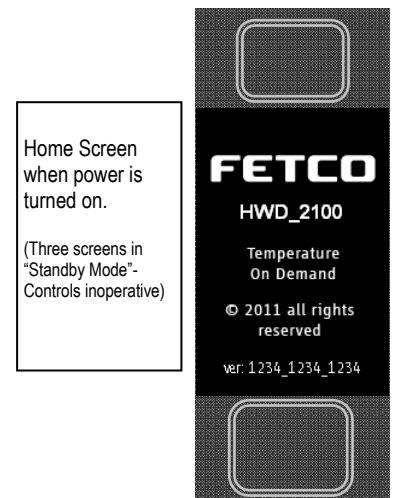 Home Screen
when power is
turned on.
(Three screens in
“Standby Mode”-
Controls inoperative)
FETCO
HWD_2100
Temperature
On Demand
© 2011 all rights
reserved
ver: 1234_1234_1234